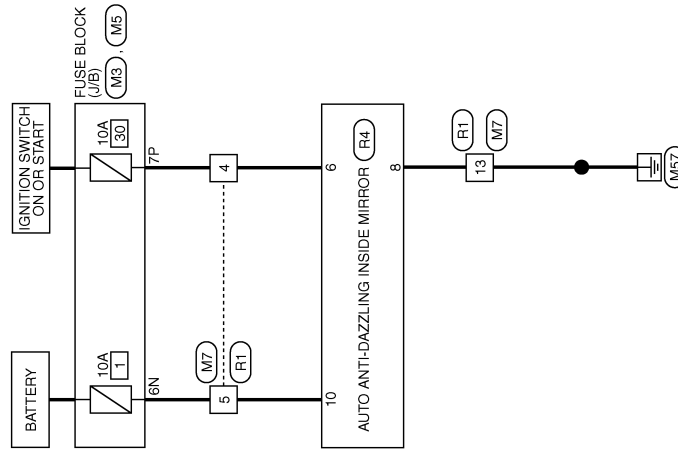 BATTERY
IGNITION SWITCH
ON OR START
10A
1
10A
30
FUSE BLOCK
(J/B)
M3 , M5
6N
7P
5
M7
R1
4
10
6
AUTO ANTI-DAZZLING INSIDE MIRROR R4
8
13
R1
M7
M57